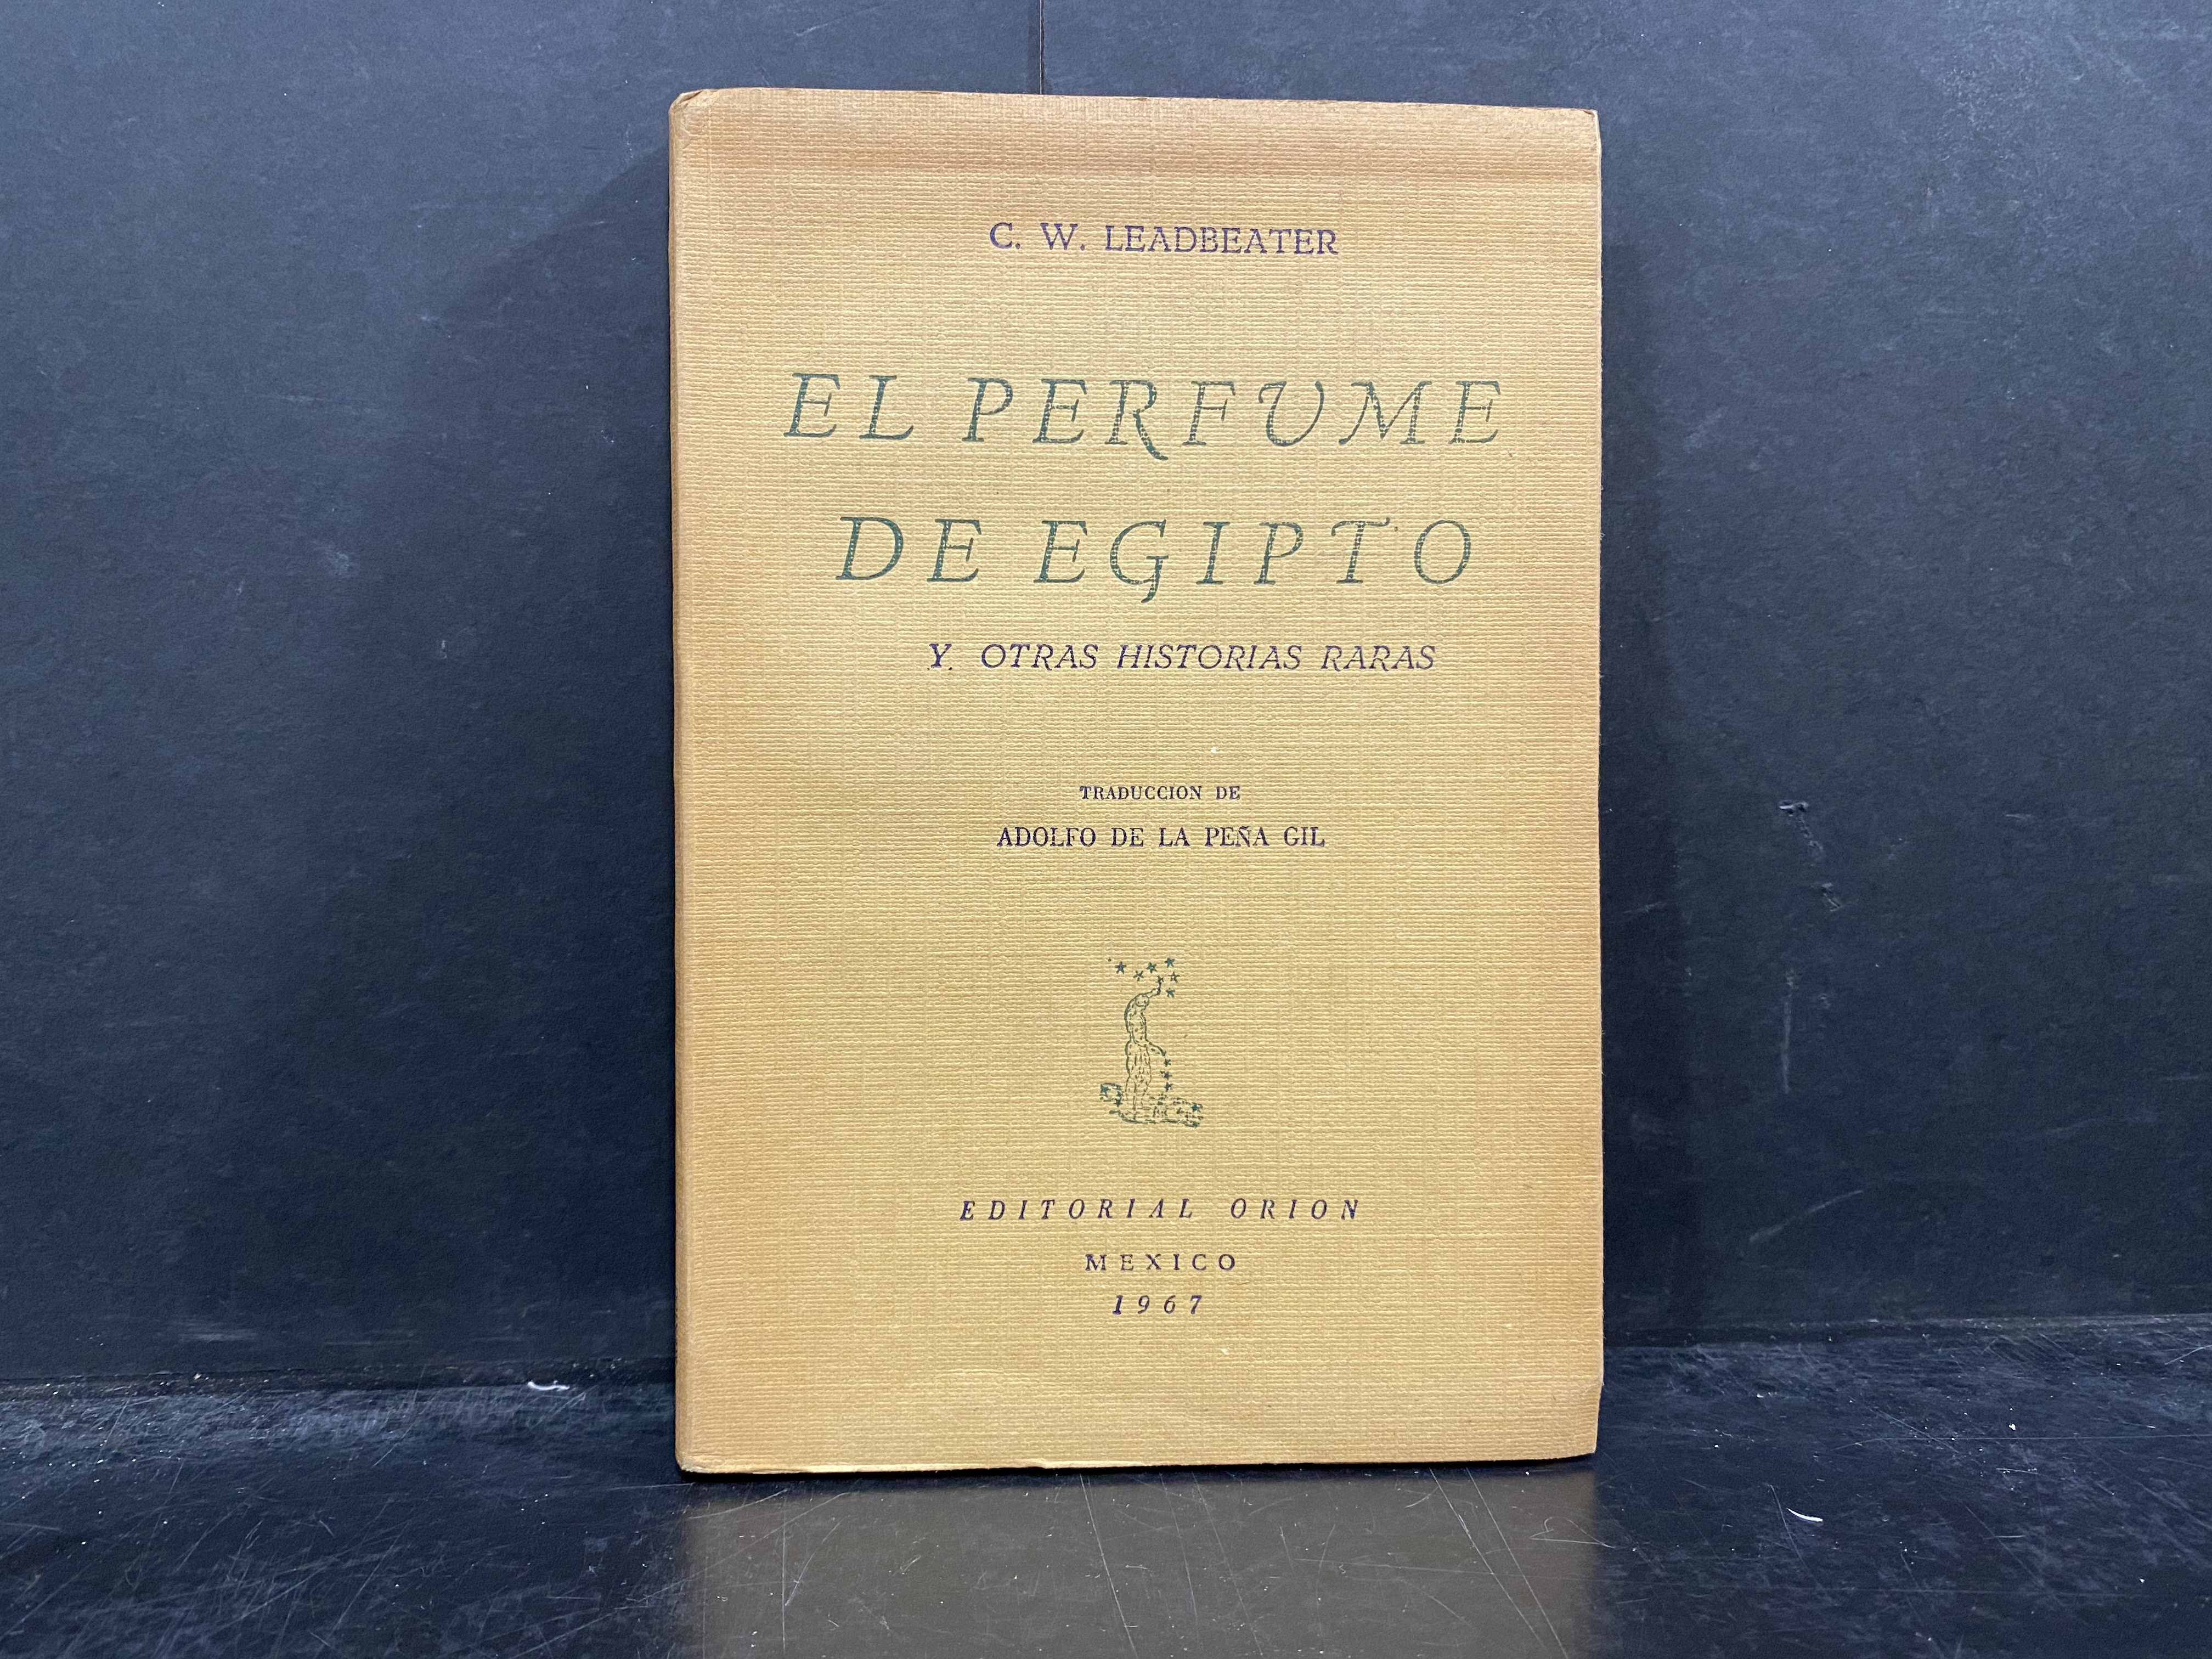 C. W. LEADBEATER
EL PERFUME
DE EGIPTO
Y. OTRAS HISTORIAS RARAS
TRADUCCION DE
ADOLFO DE LA PEÑA GIL
EDITORIAL ORION
MEXICO
1967